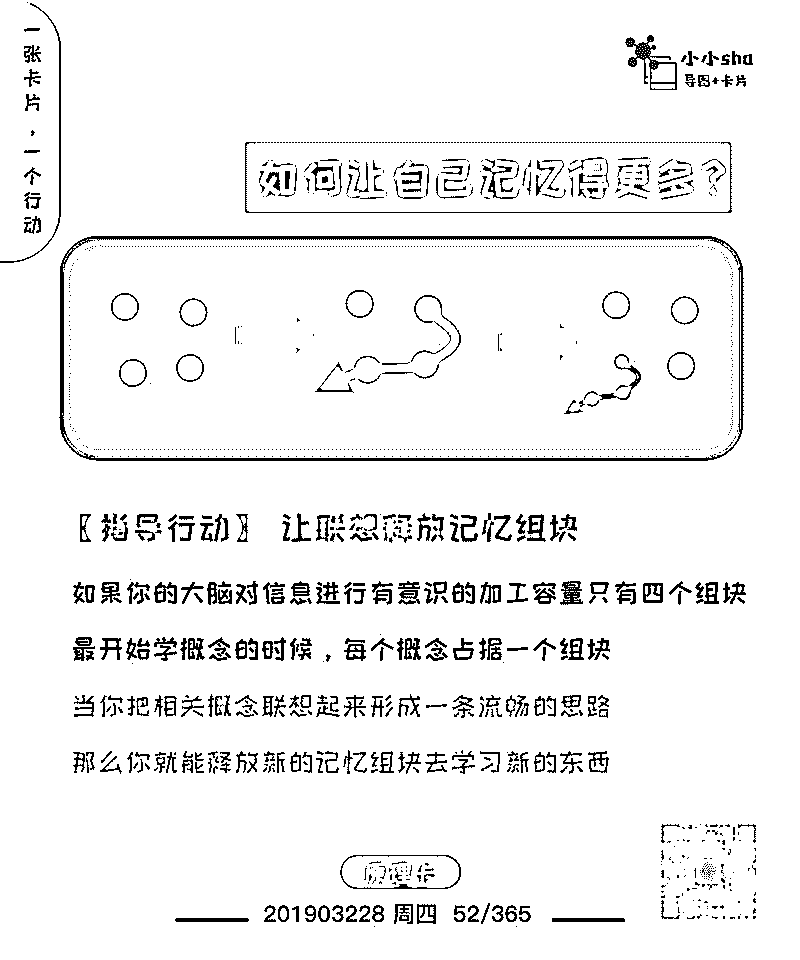 一张卡片，一个行动
小小sha
导图+卡片
如何让自己记忆得更多？
〖指导行动〗 让联想释放记忆组块
如果你的大脑对信息进行有意识的加工容量只有四个组块
最开始学概念的时候，每个概念占据一个组块
当你把相关概念联想起来形成一条流畅的思路
那么你就能释放新的记忆组块去学习新的东西
原理卡
201903228 周四 52/365